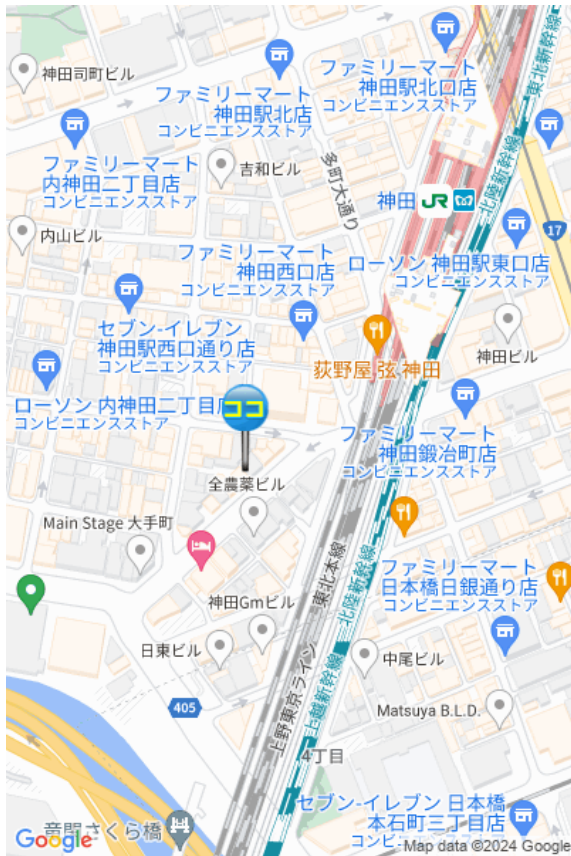 神田司町ビル
ファミリーマート
神田駅北店
コンビニエンスストア
ファミリーマート
神田駅北口店
コンビニエンスストア
東北新幹線
ファミリーマート
内神田二丁目店
コンビニエンスストア
吉和ビル
多町大通り
神田
JR
北陸新幹線
17
内山ビル
ファミリーマート
神田西口店
コンビニエンスストア
ローソン 神田駅東口店
コンビニエンスストア
セブン-イレブン
神田駅西口通り店
コンビニエンスストア
神田ビル
荻野屋 弦 神田
ローソン 内神田二丁目店
コンビニエンスストア
ココ
ファミリーマート
神田鍛冶町店
コンビニエンスストア
全農薬ビル
Main Stage 大手町
東北本線
北陸新幹線
ファミリーマート
日本橋日銀通り店
コンビニエンスストア
神田Gmビル
日東ビル
上野東京ライン
上越新幹線
中尾ビル
405
Matsuya B.L.D.
丁目
セブン-イレブン 日本橋
本石町三丁目店
コンビニエンスストア
さくら橋
Google
Map data ©2024 Google